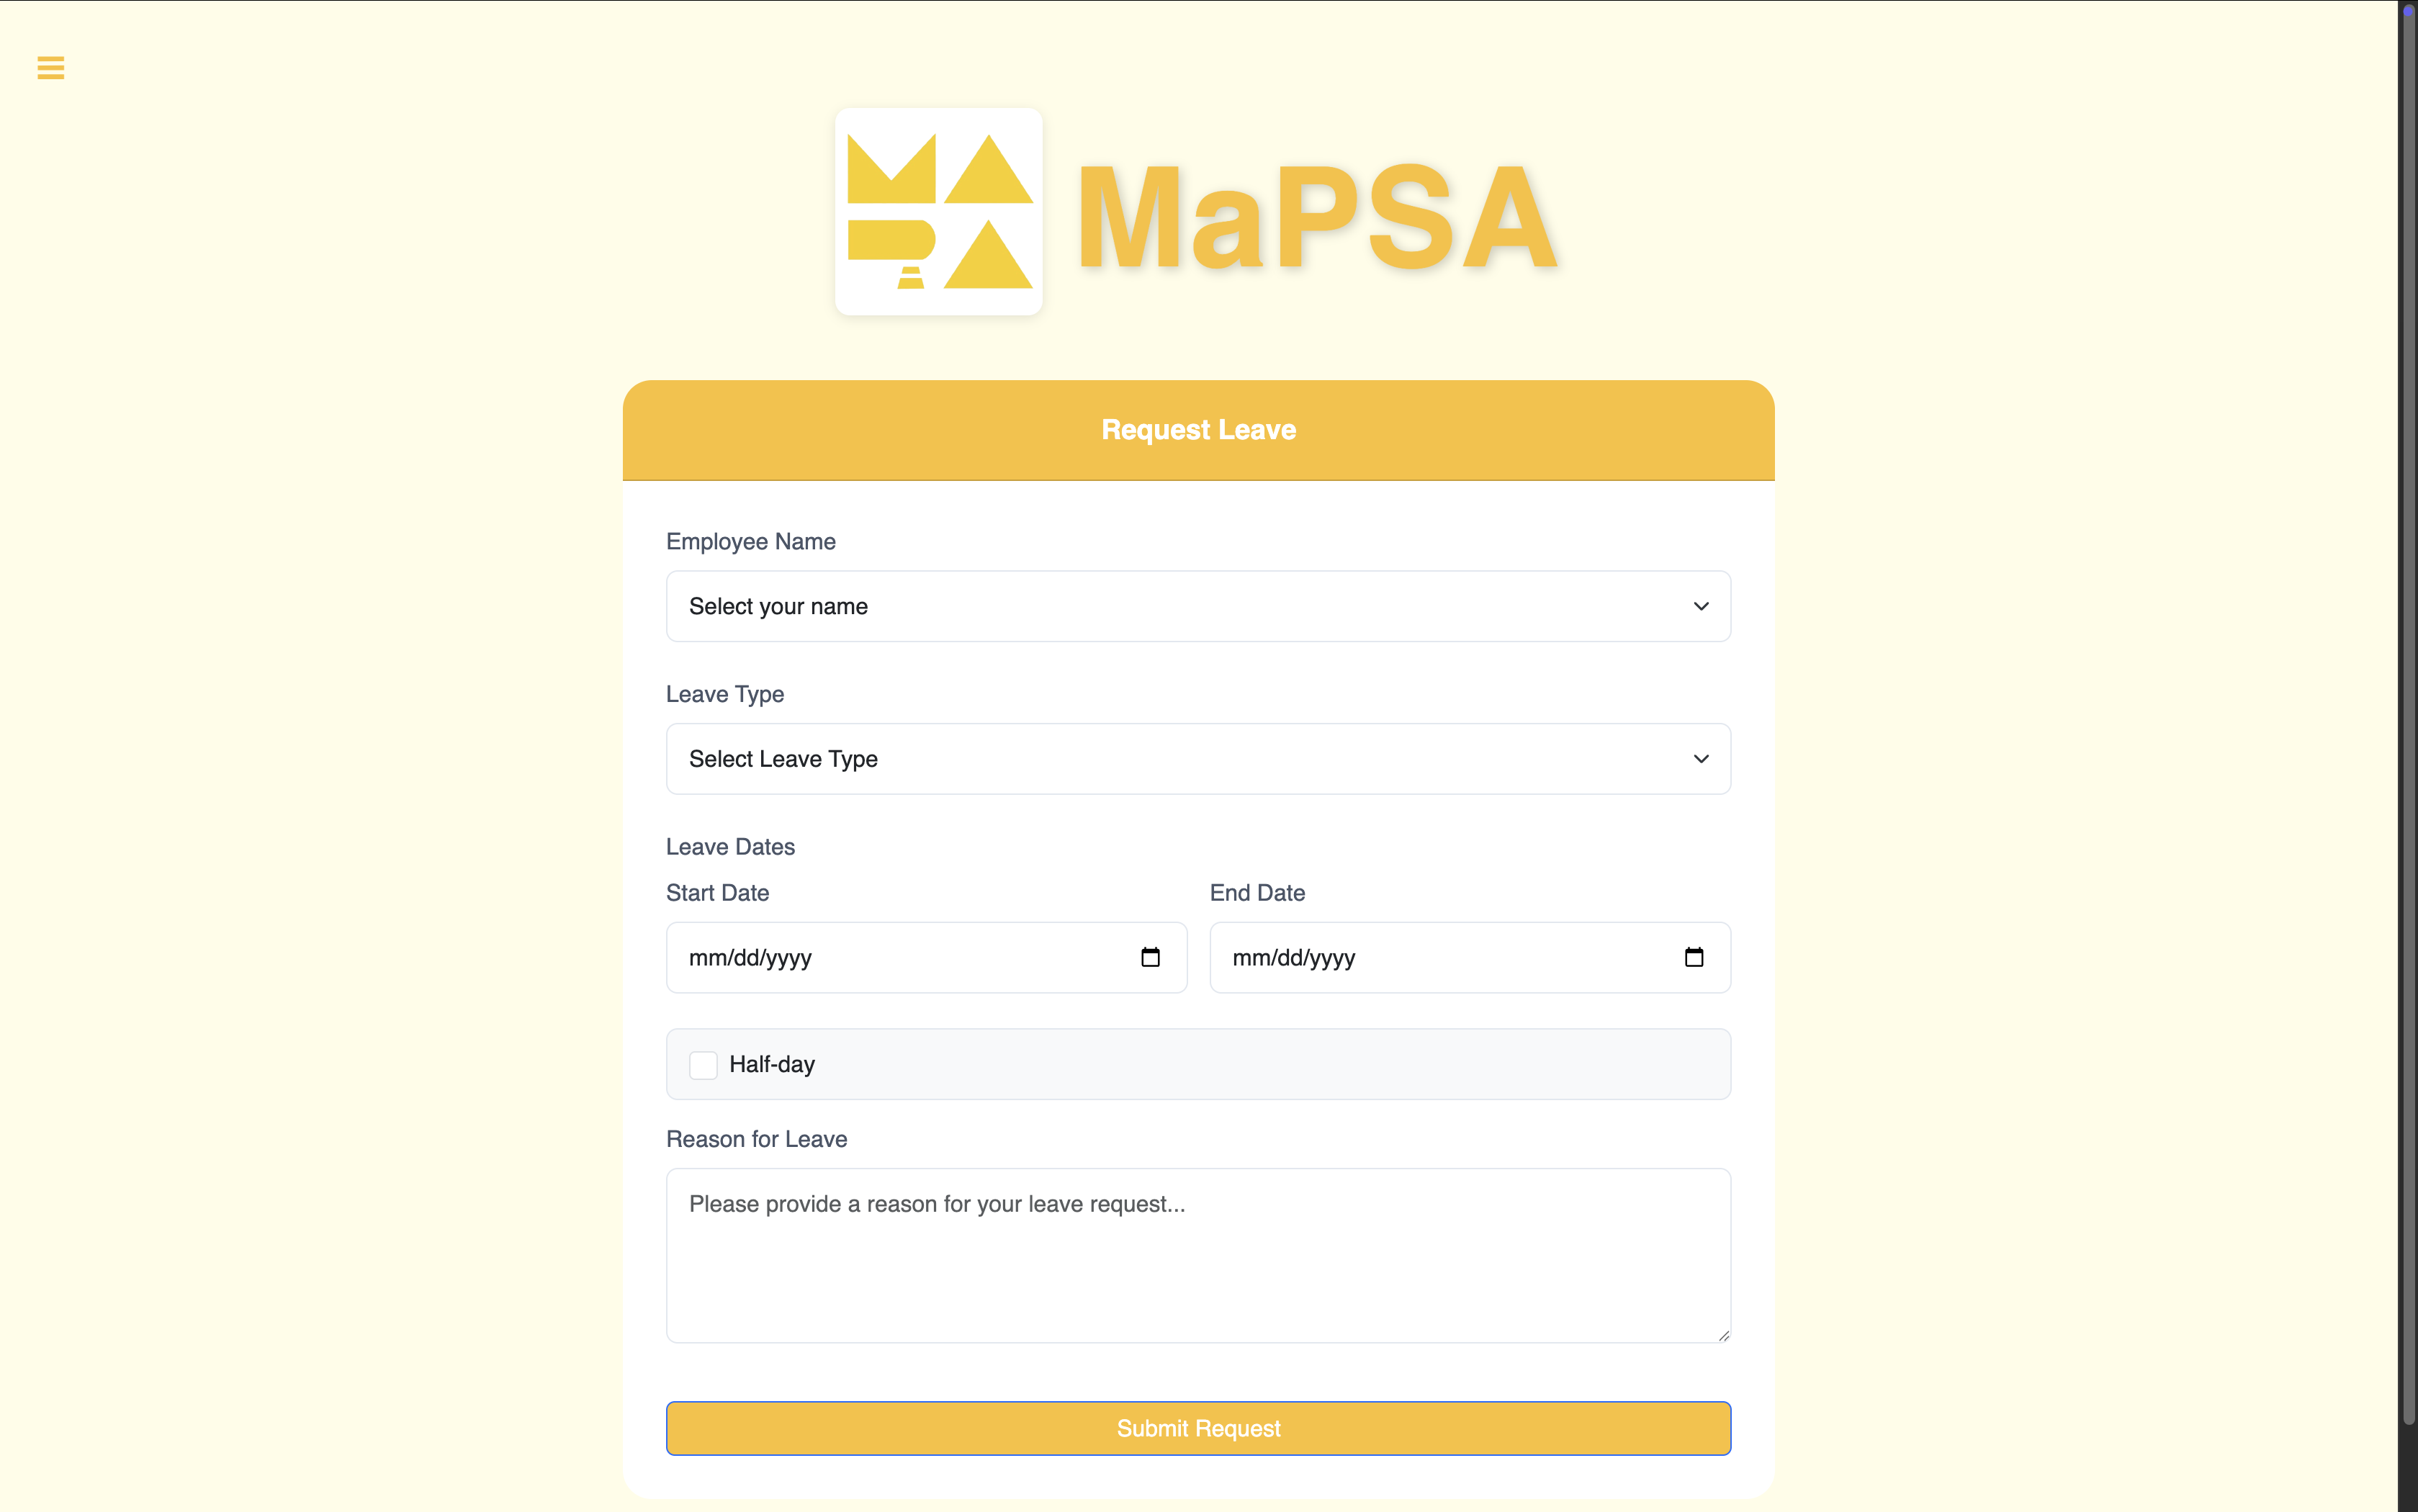 MaPSA
Request Leave
Employee Name
Select your name
Leave Type
Select Leave Type
Leave Dates
Start Date
End Date
mm/dd/yyyy
mm/dd/yyyy
Half-day
Reason for Leave
Please provide a reason for your leave request...
Submit Request